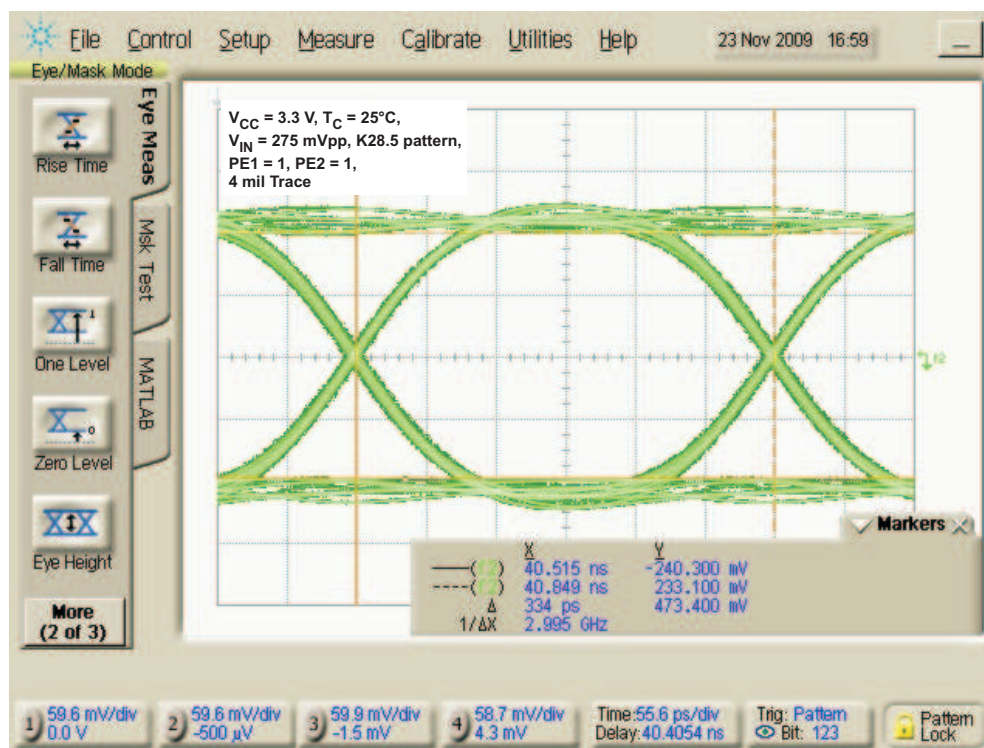 File Control Setup Measure Calibrate Utilities Help 23 Nov 2009 16:59
Eye/Mask Mode
Eye Meas
Msk Test
MATLAB
Rise Time
Fall Time
One Level
Zero Level
Eye Height
More
(2 of 3)
VCC = 3.3 V, TC = 25°C,
VIN = 275 mVpp, K28.5 pattern,
PE1 = 1, PE2 = 1,
4 mil Trace
f2
Markers
X Y
——(f2) 40.515 ns -240.300 mV
----(f2) 40.849 ns 233.100 mV
Δ 334 ps 473.400 mV
1/ΔX 2.995 GHz
1) 59.6 mV/div
0.0 V
2) 59.6 mV/div
-500 µV
3) 59.9 mV/div
-1.5 mV
4) 58.7 mV/div
4.3 mV
Time:55.6 ps/div
Delay:40.4054 ns
Trig: Pattern
Bit: 123
Pattern
Lock